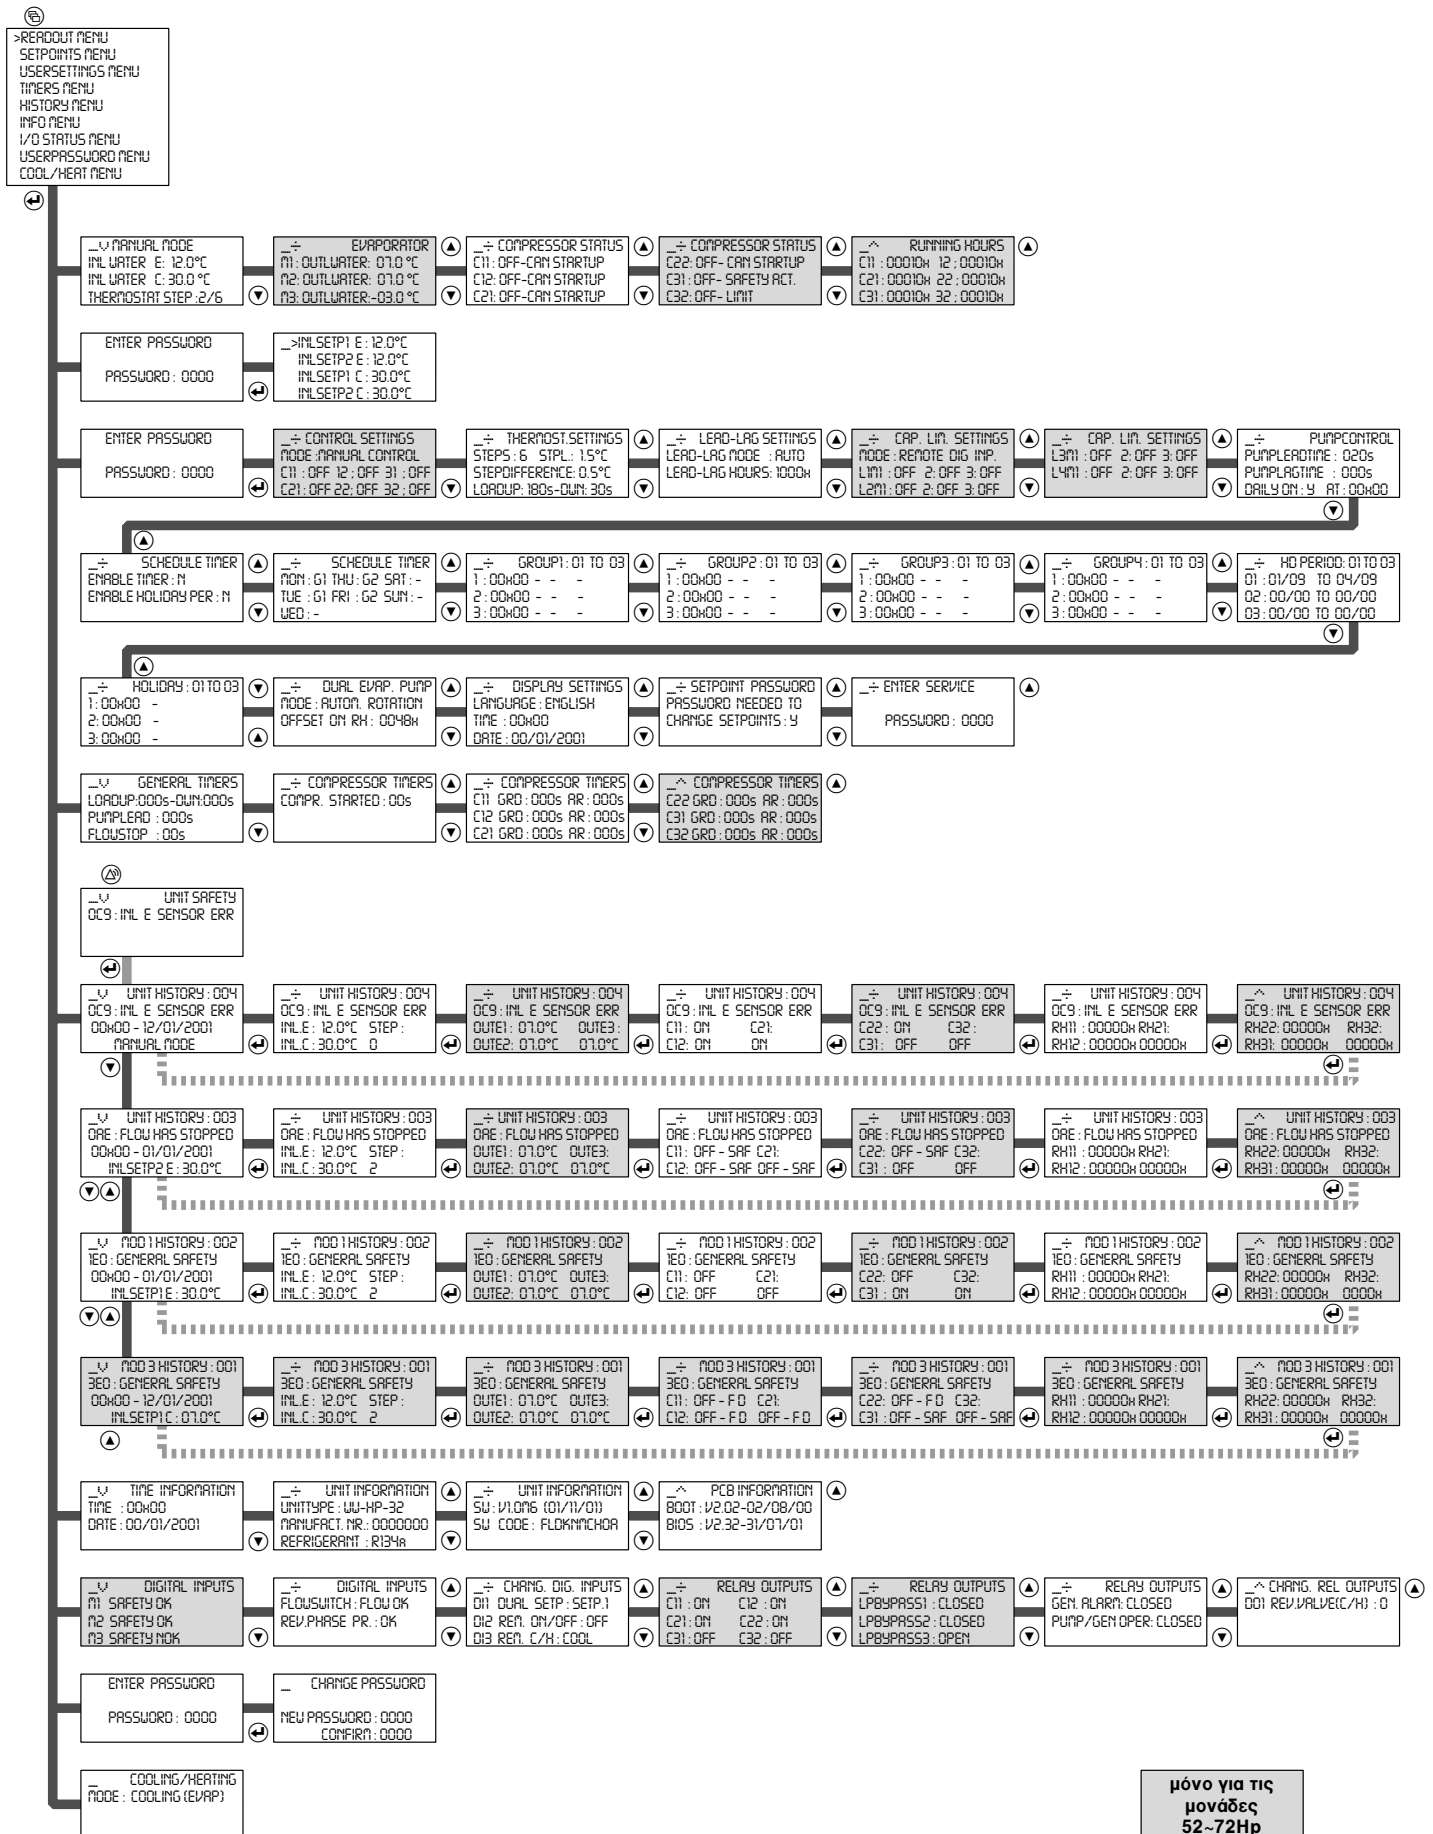 >READOUT MENU
SETPOINTS MENU
USERSETTINGS MENU
TIMERS MENU
HISTORY MENU
INFO MENU
I/O STATUS MENU
USERPASSWORD MENU
COOL/HEAT MENU
_v MANUAL MODE
INL WATER E: 12.0°C
INL WATER C: 30.0 °C
THERMOSTAT STEP :2/6
_÷ EVAPORATOR
M1: OUTLWATER: 07.0 °C
M2: OUTLWATER: 07.0 °C
M3: OUTLWATER:-03.0 °C
_÷ COMPRESSOR STATUS
C11: OFF-CAN STARTUP
C12: OFF-CAN STARTUP
C21: OFF-CAN STARTUP
_÷ COMPRESSOR STATUS
C22: OFF- CAN STARTUP
C31: OFF- SAFETY ACT.
C32: OFF- LIMIT
_^ RUNNING HOURS
C11 : 00010h 12 ; 00010h
C21 : 00010h 22 ; 00010h
C31 : 00010h 32 ; 00010h
ENTER PASSWORD
PASSWORD : 0000
_>INLSETP1 E : 12.0°C
INLSETP2 E : 12.0°C
INLSETP1 C : 30.0°C
INLSETP2 C : 30.0°C
ENTER PASSWORD
PASSWORD : 0000
_÷ CONTROL SETTINGS
MODE :MANUAL CONTROL
C11 : OFF 12 ; OFF 31 ; OFF
C21 : OFF 22; OFF 32 ; OFF
_÷ THERMOST.SETTINGS
STEPS : 6 STPL.: 1.5°C
STEPDIFFERENCE: 0.5°C
LOADUP: 180s-DWN: 30s
_÷ LEAD-LAG SETTINGS
LEAD-LAG MODE : AUTO
LEAD-LAG HOURS: 1000h
_÷ CAP. LIM. SETTINGS
MODE : REMOTE DIG INP.
L1M1 : OFF 2: OFF 3: OFF
L2M1 : OFF 2: OFF 3: OFF
_÷ CAP. LIM. SETTINGS
L3M1 : OFF 2: OFF 3: OFF
L4M1 : OFF 2: OFF 3: OFF
_÷ PUMPCONTROL
PUMPLEADTIME : 020s
PUMPLAGTIME : 000s
DAILY ON : Y AT : 00h00
_÷ SCHEDULE TIMER
ENABLE TIMER : N
ENABLE HOLIDAY PER : N
_÷ SCHEDULE TIMER
MON : G1 THU : G2 SAT : -
TUE : G1 FRI : G2 SUN : -
WED : -
_÷ GROUP1 : 01 TO 03
1 : 00h00 - - -
2 : 00h00 - - -
3 : 00h00 - - -
_÷ GROUP2 : 01 TO 03
1 : 00h00 - - -
2 : 00h00 - - -
3 : 00h00 - - -
_÷ GROUP3 : 01 TO 03
1 : 00h00 - - -
2 : 00h00 - - -
3 : 00h00 - - -
_÷ GROUP4 : 01 TO 03
1 : 00h00 - - -
2 : 00h00 - - -
3 : 00h00 - - -
_÷ HD PERIOD: 01 TO 03
01 : 01/09 TO 04/09
02 : 00/00 TO 00/00
03 : 00/00 TO 00/00
_÷ HOLIDAY : 01 TO 03
1 : 00h00 -
2 : 00h00 -
3 : 00h00 -
_÷ DUAL EVAP. PUMP
MODE : AUTOM. ROTATION
OFFSET ON RH : 0048h
_÷ DISPLAY SETTINGS
LANGUAGE : ENGLISH
TIME : 00h00
DATE : 00/01/2001
_÷ SETPOINT PASSWORD
PASSWORD NEEDED TO
CHANGE SETPOINTS : Y
_÷ ENTER SERVICE
PASSWORD : 0000
_v GENERAL TIMERS
LOADUP:000s-DWN:000s
PUMPLEAD : 000s
FLOWSTOP : 00s
_÷ COMPRESSOR TIMERS
COMPR. STARTED : 00s
_÷ COMPRESSOR TIMERS
C11 GRD : 000s AR : 000s
C12 GRD : 000s AR : 000s
C21 GRD : 000s AR : 000s
_^ COMPRESSOR TIMERS
C22 GRD : 000s AR : 000s
C31 GRD : 000s AR : 000s
C32 GRD : 000s AR : 000s
_v UNIT SAFETY
0C9 : INL E SENSOR ERR
_v UNIT HISTORY : 004
0C9 : INL E SENSOR ERR
00h00 - 12/01/2001
MANUAL MODE
_÷ UNIT HISTORY : 004
0C9 : INL E SENSOR ERR
INL.E : 12.0°C STEP :
INL.C : 30.0°C 0
_÷ UNIT HISTORY : 004
0C9 : INL E SENSOR ERR
OUTE1 : 07.0°C OUTE3 :
OUTE2: 07.0°C 07.0°C
_÷ UNIT HISTORY : 004
0C9 : INL E SENSOR ERR
C11 : ON C21:
C12: ON ON
_÷ UNIT HISTORY : 004
0C9 : INL E SENSOR ERR
C22 : ON C32 :
C31 : OFF OFF
_÷ UNIT HISTORY : 004
0C9 : INL E SENSOR ERR
RH11 : 00000h RH21:
RH12 : 00000h 00000h
_^ UNIT HISTORY : 004
0C9 : INL E SENSOR ERR
RH22: 00000h RH32:
RH31: 00000h 00000h
_v UNIT HISTORY : 003
0AE : FLOW HAS STOPPED
00h00 - 01/01/2001
INLSETP2 E : 30.0°C
_÷ UNIT HISTORY : 003
0AE : FLOW HAS STOPPED
INL.E : 12.0°C STEP :
INL.C : 30.0°C 2
_÷ UNIT HISTORY : 003
0AE : FLOW HAS STOPPED
OUTE1 : 07.0°C OUTE3:
OUTE2: 07.0°C 07.0°C
_÷ UNIT HISTORY : 003
0AE : FLOW HAS STOPPED
C11 : OFF - SAF C21:
C12: OFF - SAF OFF - SAF
_÷ UNIT HISTORY : 003
0AE : FLOW HAS STOPPED
C22: OFF - SAF C32:
C31 : OFF OFF
_÷ UNIT HISTORY : 003
0AE : FLOW HAS STOPPED
RH11 : 00000h RH21:
RH12 : 00000h 00000h
_^ UNIT HISTORY : 003
0AE : FLOW HAS STOPPED
RH22: 00000h RH32:
RH31 : 00000h 00000h
_v MOD 1 HISTORY : 002
1E0 : GENERAL SAFETY
00h00 - 01/01/2001
INLSETP1 E : 30.0°C
_÷ MOD 1 HISTORY : 002
1E0 : GENERAL SAFETY
INL.E : 12.0°C STEP :
INL.C : 30.0°C 2
_÷ MOD 1 HISTORY : 002
1E0 : GENERAL SAFETY
OUTE1 : 07.0°C OUTE3:
OUTE2: 07.0°C 07.0°C
_÷ MOD 1 HISTORY : 002
1E0 : GENERAL SAFETY
C11 : OFF C21:
C12: OFF OFF
_÷ MOD 1 HISTORY : 002
1E0 : GENERAL SAFETY
C22: OFF C32:
C31 : ON ON
_÷ MOD 1 HISTORY : 002
1E0 : GENERAL SAFETY
RH11 : 00000h RH21:
RH12 : 00000h 00000h
_^ MOD 1 HISTORY : 002
1E0 : GENERAL SAFETY
RH22: 00000h RH32:
RH31 : 00000h 0000h
_v MOD 3 HISTORY : 001
3E0 : GENERAL SAFETY
00h00 - 12/01/2001
INLSETP1 C : 07.0°C
_÷ MOD 3 HISTORY : 001
3E0 : GENERAL SAFETY
INL.E : 12.0°C STEP :
INL.C : 30.0°C 2
_÷ MOD 3 HISTORY : 001
3E0 : GENERAL SAFETY
OUTE1 : 07.0°C OUTE3:
OUTE2: 07.0°C 07.0°C
_÷ MOD 3 HISTORY : 001
3E0 : GENERAL SAFETY
C11 : OFF - F D C21:
C12: OFF - F D OFF - F D
_÷ MOD 3 HISTORY : 001
3E0 : GENERAL SAFETY
C22: OFF - F D C32:
C31 : OFF - SAF OFF - SAF
_÷ MOD 3 HISTORY : 001
3E0 : GENERAL SAFETY
RH11 : 00000h RH21:
RH12 : 00000h 00000h
_^ MOD 3 HISTORY : 001
3E0 : GENERAL SAFETY
RH22: 00000h RH32:
RH31 : 00000h 00000h
_v TIME INFORMATION
TIME : 00h00
DATE : 00/01/2001
_÷ UNIT INFORMATION
UNITTYPE : WW-HP-32
MANUFACT. NR.: 0000000
REFRIGERANT : R134A
_÷ UNIT INFORMATION
SW : V1.0M6 (01/11/01)
SW CODE : FLDKNMCH0A
_^ PCB INFORMATION
BOOT : V2.02-02/08/00
BIOS : V2.32-31/07/01
_v DIGITAL INPUTS
M1 SAFETY OK
M2 SAFETY OK
M3 SAFETY NOK
_÷ DIGITAL INPUTS
FLOWSWITCH : FLOW OK
REV.PHASE PR. : OK
_÷ CHANG. DIG. INPUTS
DI1 DUAL SETP : SETP.1
DI2 REM. ON/OFF : OFF
DI3 REM. C/H : COOL
_÷ RELAY OUTPUTS
C11 : ON C12 : ON
C21 : ON C22 : ON
C31 : OFF C32 : OFF
_÷ RELAY OUTPUTS
LPBYPASS1 : CLOSED
LPBYPASS2 : CLOSED
LPBYPASS3 : OPEN
_÷ RELAY OUTPUTS
GEN. ALARM: CLOSED
PUMP/GEN OPER: CLOSED
_^ CHANG. REL OUTPUTS
DO1 REV.VALVE(C/H) : 0
ENTER PASSWORD
PASSWORD : 0000
_ CHANGE PASSWORD
NEW PASSWORD : 0000
CONFIRM : 0000
_ COOLING/HEATING
MODE : COOLING (EVAP)
μόνο για τις
μονάδες
52~72Hp